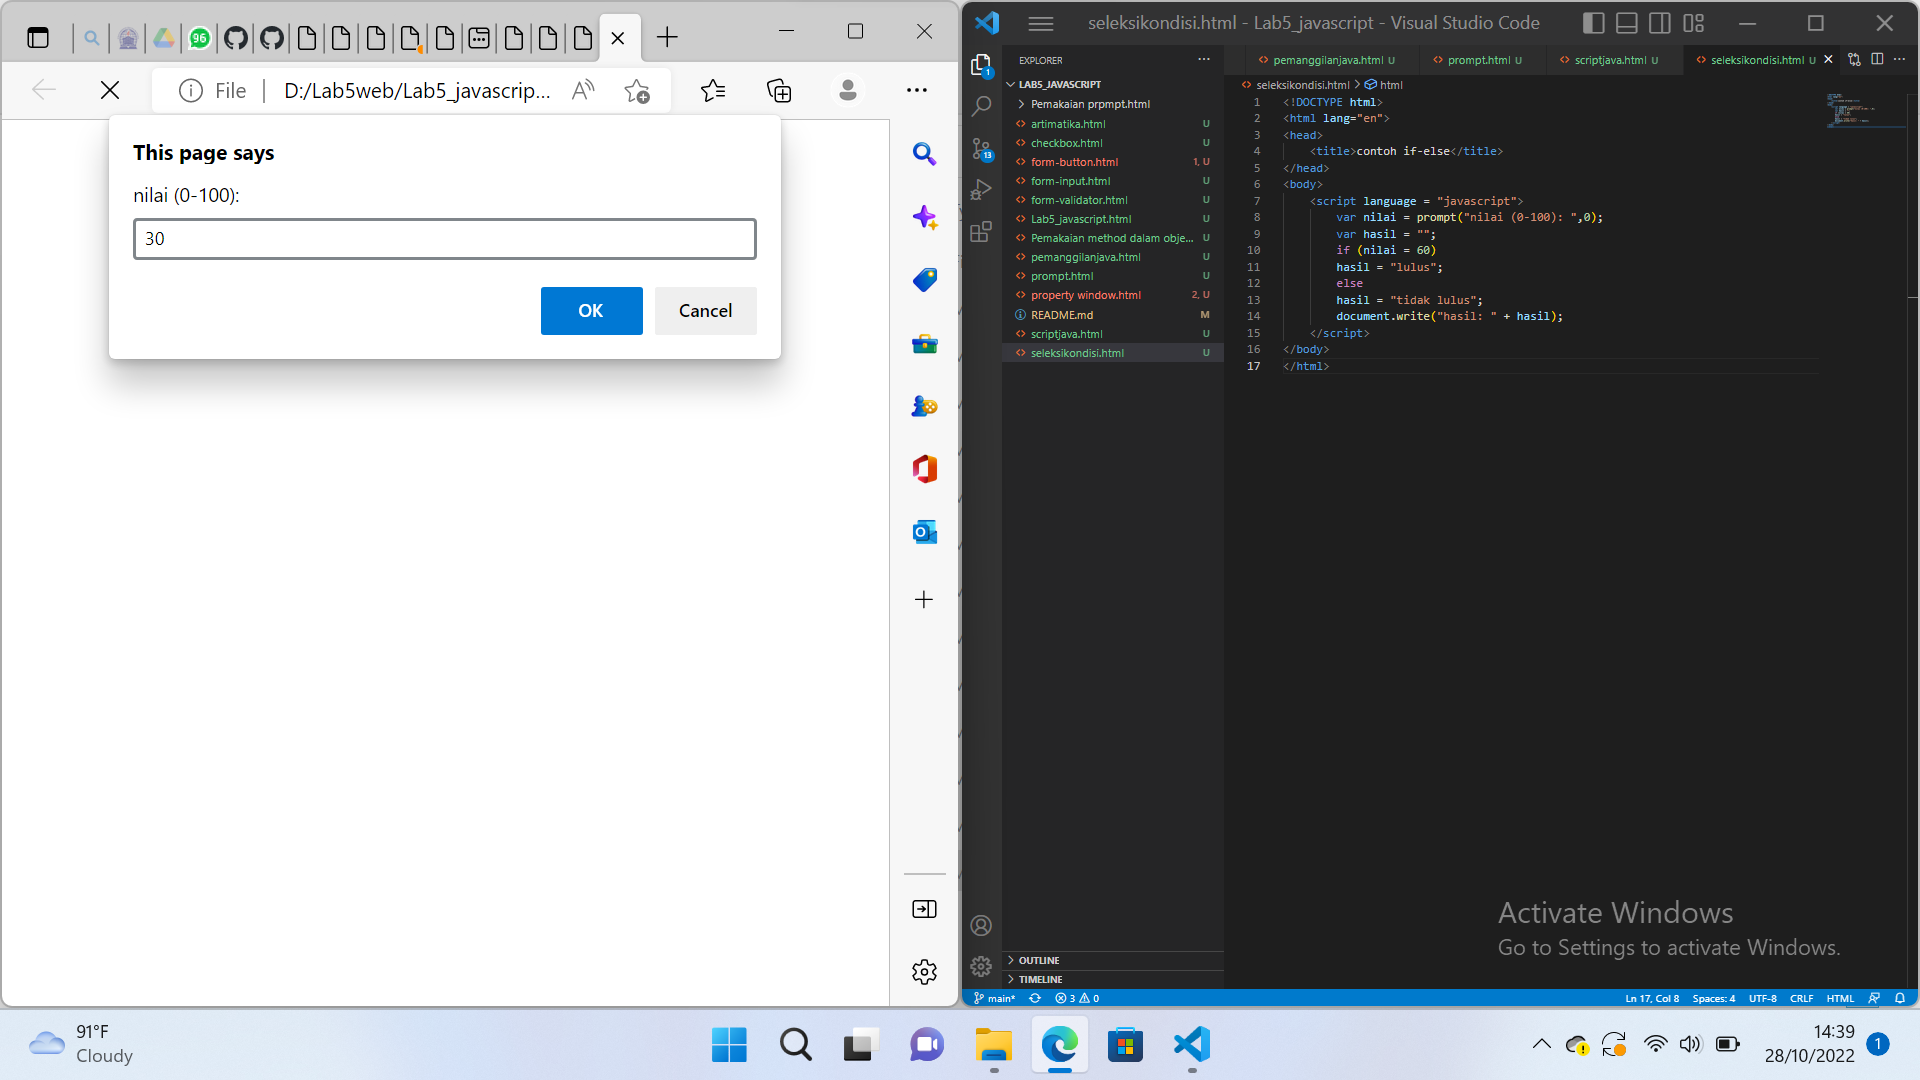 96
File
D:/Lab5web/Lab5_javascrip...
This page says
nilai (0-100):
30
OK
Cancel
seleksikondisi.html - Lab5_javascript - Visual Studio Code
EXPLORER
LAB5_JAVASCRIPT
Pemakaian prpmpt.html
artimatika.html U
checkbox.html U
form-button.html 1, U
form-input.html U
form-validator.html U
Lab5_javascript.html U
Pemakaian method dalam obje... U
pemanggilanjava.html U
prompt.html U
property window.html 2, U
README.md M
scriptjava.html U
seleksikondisi.html U
OUTLINE
TIMELINE
1
13
pemanggilanjava.html U
prompt.html U
scriptjava.html U
seleksikondisi.html U
seleksikondisi.html > html
1 <!DOCTYPE html>
2 <html lang="en">
3 <head>
4 <title>contoh if-else</title>
5 </head>
6 <body>
7 <script language = "javascript">
8 var nilai = prompt("nilai (0-100): ",0);
9 var hasil = "";
10 if (nilai = 60)
11 hasil = "lulus";
12 else
13 hasil = "tidak lulus";
14 document.write("hasil: " + hasil);
15 </script>
16 </body>
17 </html>
Activate Windows
Go to Settings to activate Windows.
main* 3 0
Ln 17, Col 8 Spaces: 4 UTF-8 CRLF HTML
91°F
Cloudy
14:39
28/10/2022
1